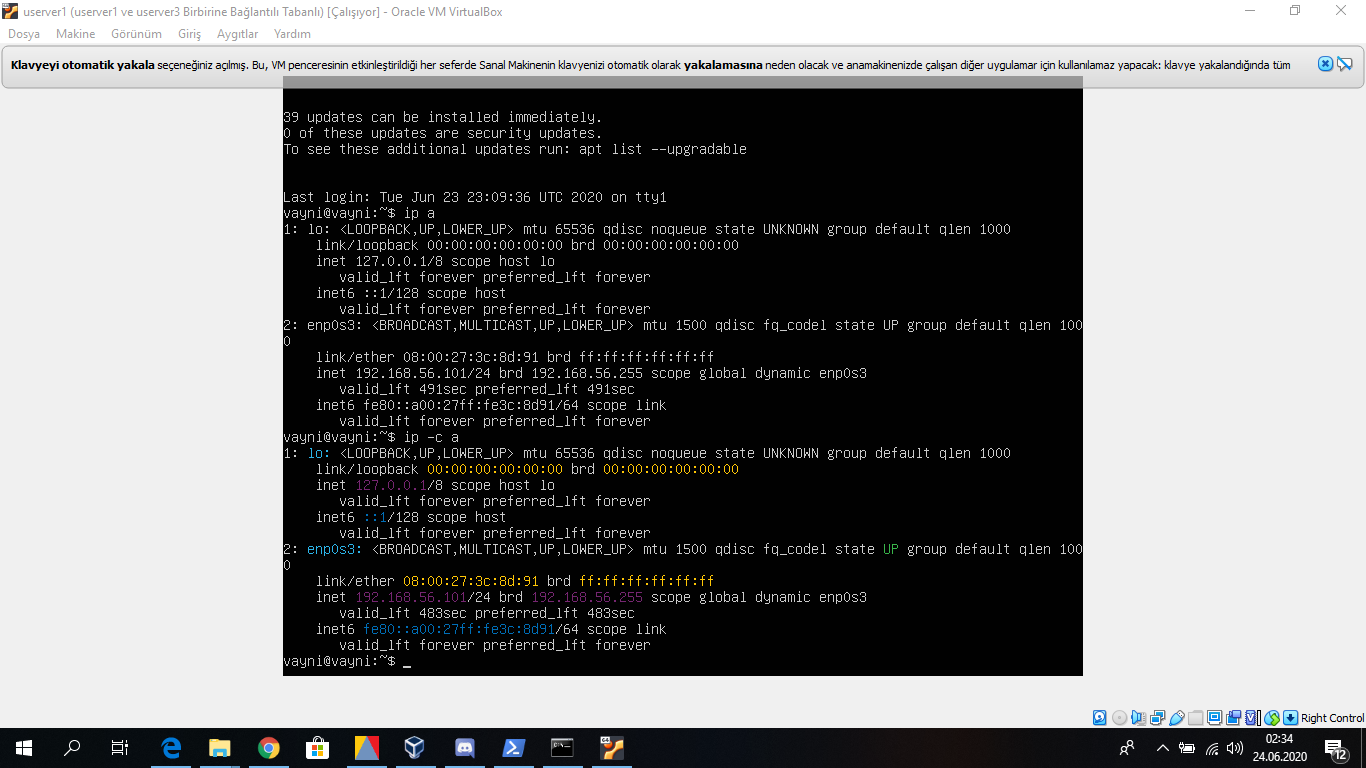 userver1 (userver1 ve userver3 Birbirine Bağlantılı Tabanlı) [Çalışıyor] - Oracle VM VirtualBox
Dosya Makine Görünüm Giriş Aygıtlar Yardım
Klavyeyi otomatik yakala seçeneğiniz açılmış. Bu, VM penceresinin etkinleştirildiği her seferde Sanal Makinenin klavyenizi otomatik olarak yakalamasına neden olacak ve anamakinenizde çalışan diğer uygulamar için kullanılamaz yapacak: klavye yakalandığında tüm
39 updates can be installed immediately.
0 of these updates are security updates.
To see these additional updates run: apt list --upgradable
Last login: Tue Jun 23 23:09:36 UTC 2020 on tty1
vayni@vayni:~$ ip a
1: lo: <LOOPBACK,UP,LOWER_UP> mtu 65536 qdisc noqueue state UNKNOWN group default qlen 1000
link/loopback 00:00:00:00:00:00 brd 00:00:00:00:00:00
inet 127.0.0.1/8 scope host lo
valid_lft forever preferred_lft forever
inet6 ::1/128 scope host
valid_lft forever preferred_lft forever
2: enp0s3: <BROADCAST,MULTICAST,UP,LOWER_UP> mtu 1500 qdisc fq_codel state UP group default qlen 100
0
link/ether 08:00:27:3c:8d:91 brd ff:ff:ff:ff:ff:ff
inet 192.168.56.101/24 brd 192.168.56.255 scope global dynamic enp0s3
valid_lft 491sec preferred_lft 491sec
inet6 fe80::a00:27ff:fe3c:8d91/64 scope link
valid_lft forever preferred_lft forever
vayni@vayni:~$ ip -c a
1: lo: <LOOPBACK,UP,LOWER_UP> mtu 65536 qdisc noqueue state UNKNOWN group default qlen 1000
link/loopback 00:00:00:00:00:00 brd 00:00:00:00:00:00
inet 127.0.0.1/8 scope host lo
valid_lft forever preferred_lft forever
inet6 ::1/128 scope host
valid_lft forever preferred_lft forever
2: enp0s3: <BROADCAST,MULTICAST,UP,LOWER_UP> mtu 1500 qdisc fq_codel state UP group default qlen 100
0
link/ether 08:00:27:3c:8d:91 brd ff:ff:ff:ff:ff:ff
inet 192.168.56.101/24 brd 192.168.56.255 scope global dynamic enp0s3
valid_lft 483sec preferred_lft 483sec
inet6 fe80::a00:27ff:fe3c:8d91/64 scope link
valid_lft forever preferred_lft forever
vayni@vayni:~$ _
Right Control
02:34
24.06.2020
12